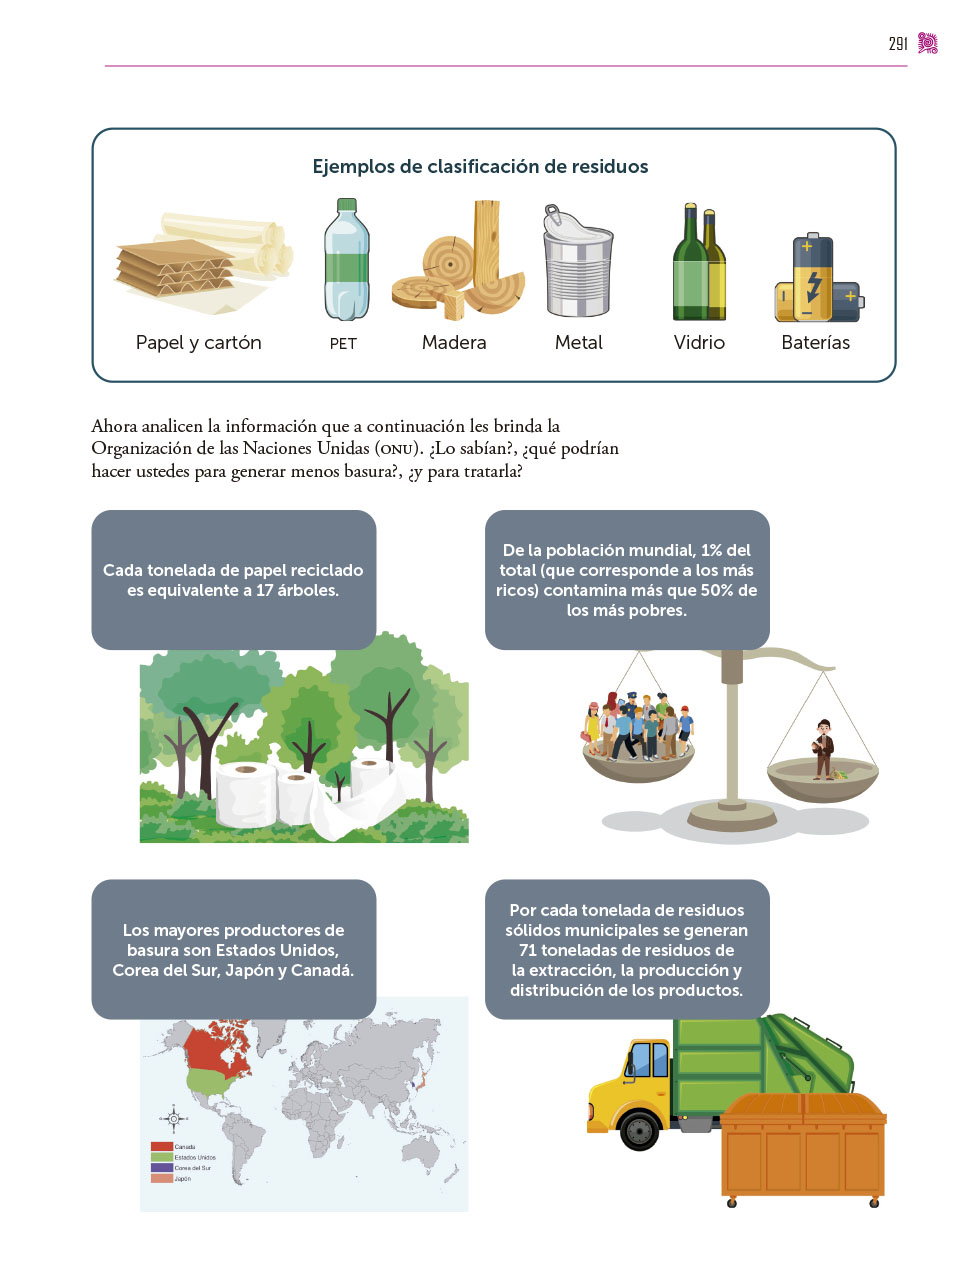 291
Ejemplos de clasificación de residuos
Papel y cartón
PET
Madera
Metal
Vidrio
Baterías
Ahora analicen la información que a continuación les brinda la
Organización de las Naciones Unidas (ONU). ¿Lo sabían?, ¿qué podrían
hacer ustedes para generar menos basura?, ¿y para tratarla?
Cada tonelada de papel reciclado
es equivalente a 17 árboles.
De la población mundial, 1% del
total (que corresponde a los más
ricos) contamina más que 50% de
los más pobres.
Los mayores productores de
basura son Estados Unidos,
Corea del Sur, Japón y Canadá.
Por cada tonelada de residuos
sólidos municipales se generan
71 toneladas de residuos de
la extracción, la producción y
distribución de los productos.
Canada
Estados Unidos
Corea del Sur
Japón